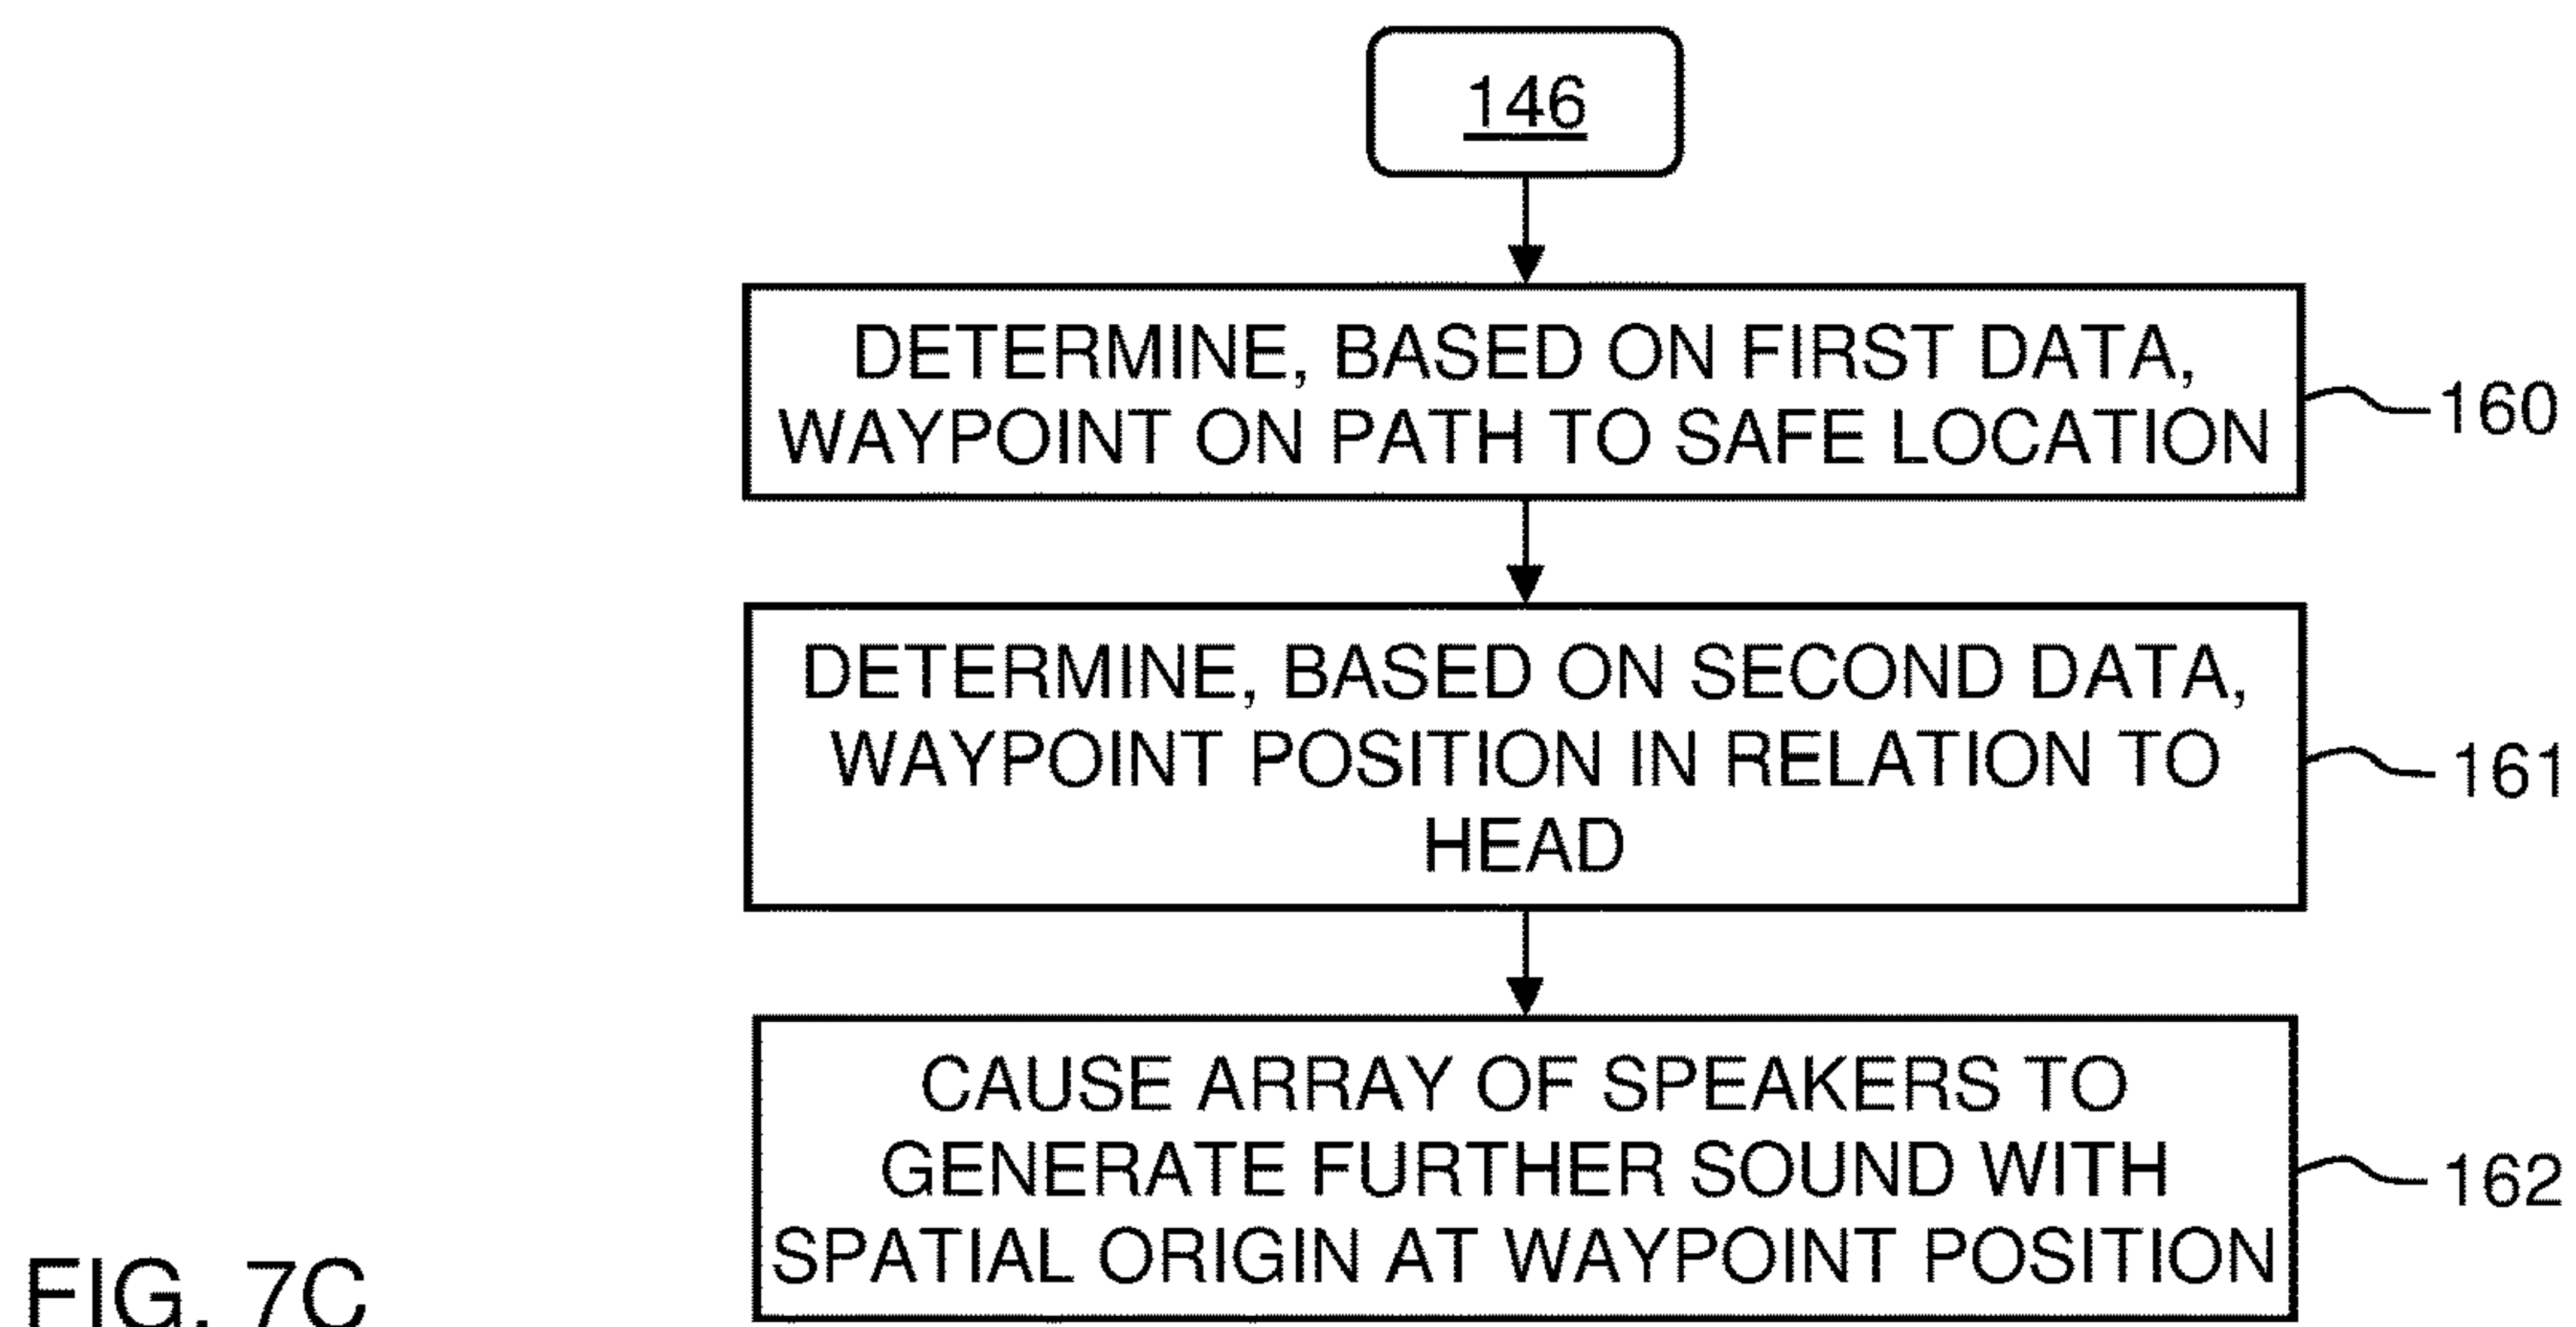 146
DETERMINE, BASED ON FIRST DATA,
WAYPOINT ON PATH TO SAFE LOCATION
160
DETERMINE, BASED ON SECOND DATA,
WAYPOINT POSITION IN RELATION TO
HEAD
161
CAUSE ARRAY OF SPEAKERS TO
GENERATE FURTHER SOUND WITH
SPATIAL ORIGIN AT WAYPOINT POSITION
162
FIG. 7C